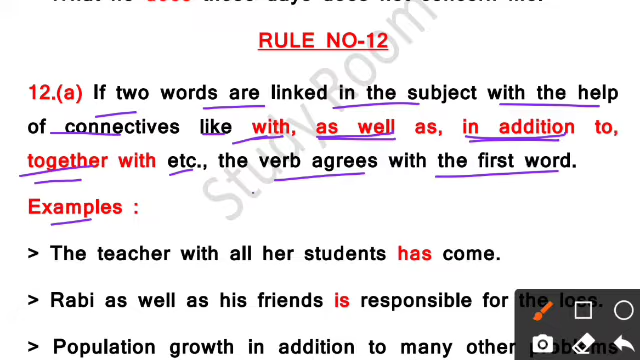 RULE NO-12
12.(a) If two words are linked in the subject with the help
of connectives like with, as well as, in addition to,
together with etc., the verb agrees with the first word.
Examples :
> The teacher with all her students has come.
> Rabi as well as his friends is responsible for the loss.
> Population growth in addition to many other problems
Study Room